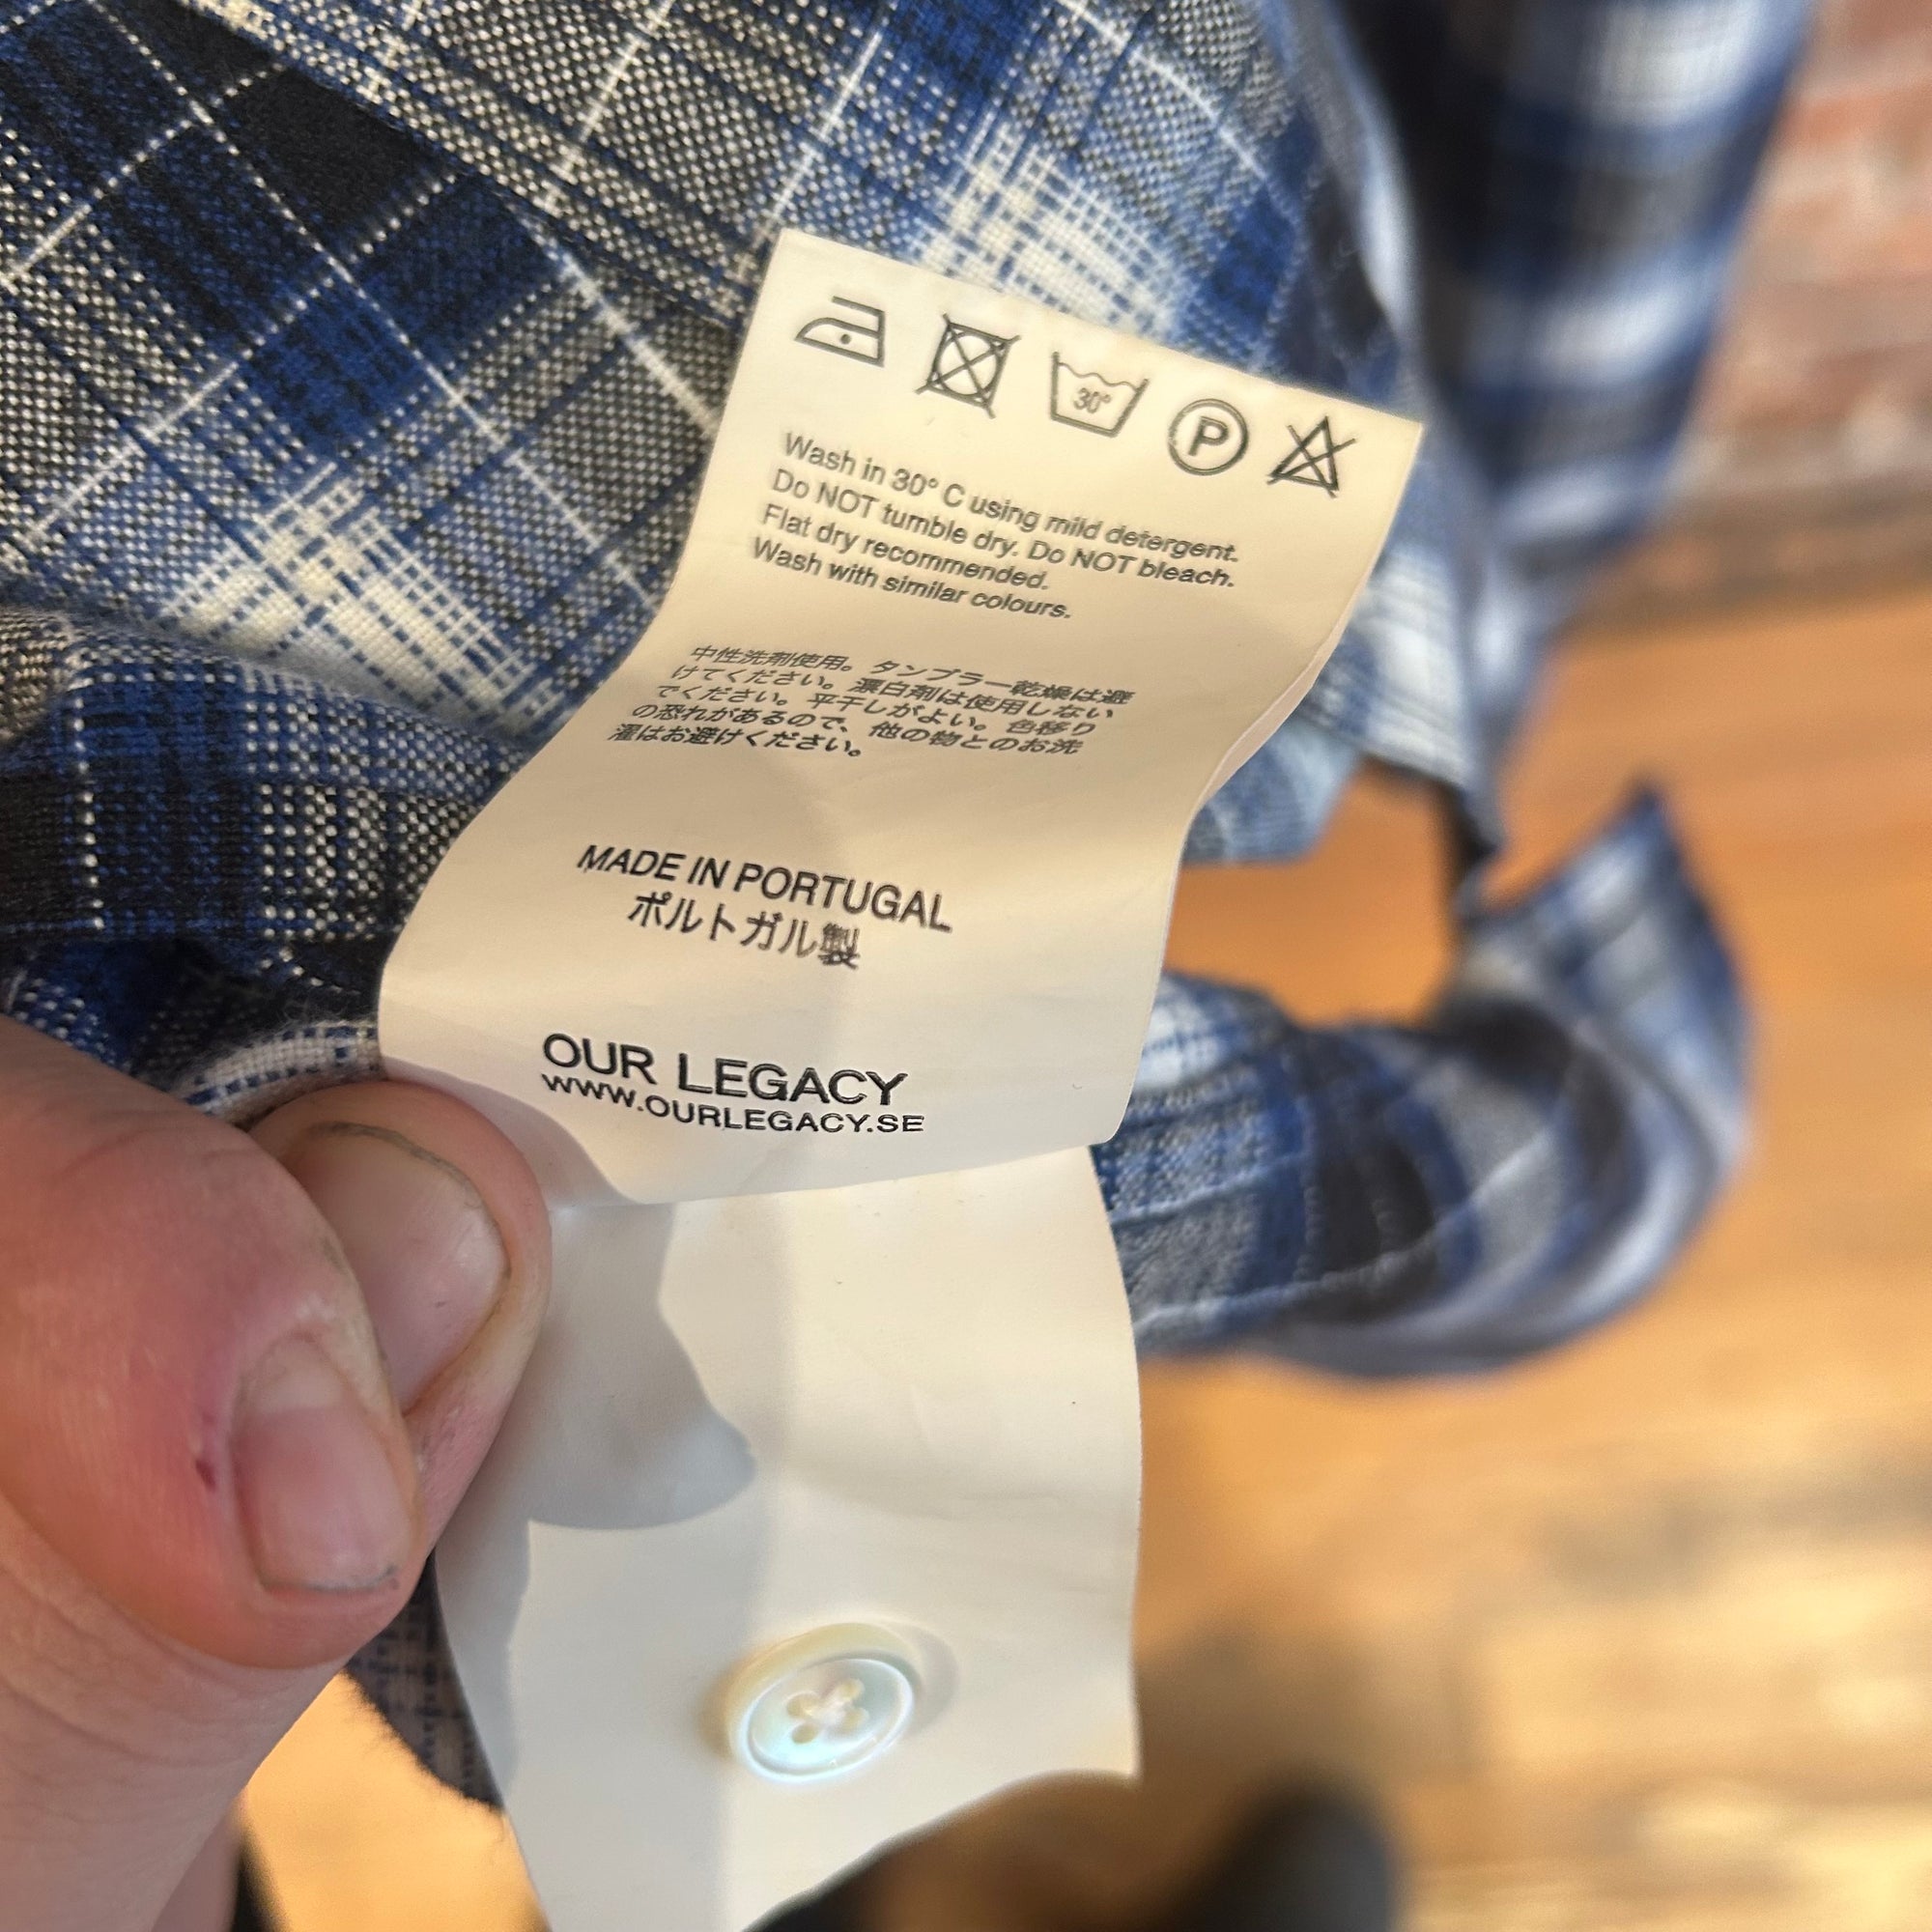 30°
P
Wash in 30° C using mild detergent.
Do NOT tumble dry. Do NOT bleach.
Flat dry recommended.
Wash with similar colours.
中性洗剤使用。タンブラー乾燥は避
けてください。漂白剤は使用しない
でください。平干しがよい。色移り
の恐れがあるので、他の物とのお洗
濯はお避けください。
MADE IN PORTUGAL
ポルトガル製
OUR LEGACY
WWW.OURLEGACY.SE